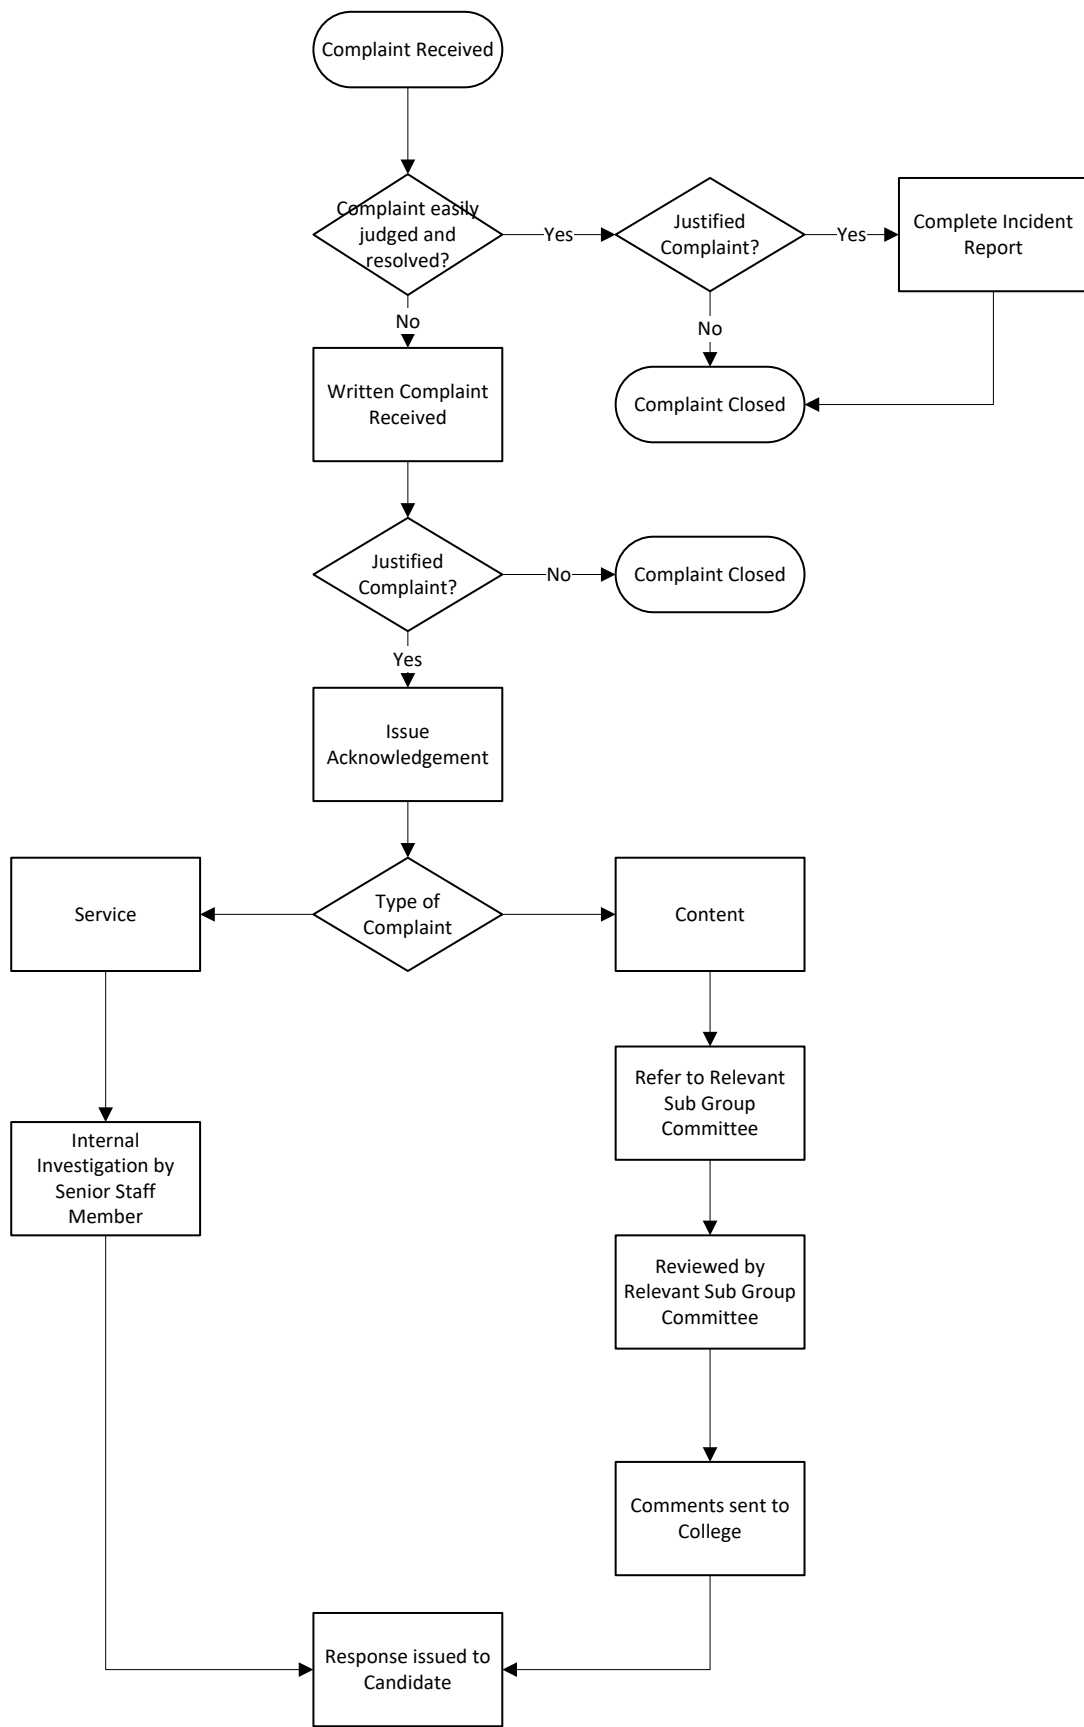 Complaint Received
Complaint easily
judged and
resolved?
Yes
Justified
Complaint?
Yes
Complete Incident
Report
No
No
Written Complaint
Received
Complaint Closed
Justified
Complaint?
No
Complaint Closed
Yes
Issue
Acknowledgement
Service
Type of
Complaint
Content
Refer to Relevant
Sub Group
Committee
Internal
Investigation by
Senior Staff
Member
Reviewed by
Relevant Sub Group
Committee
Comments sent to
College
Response issued to
Candidate